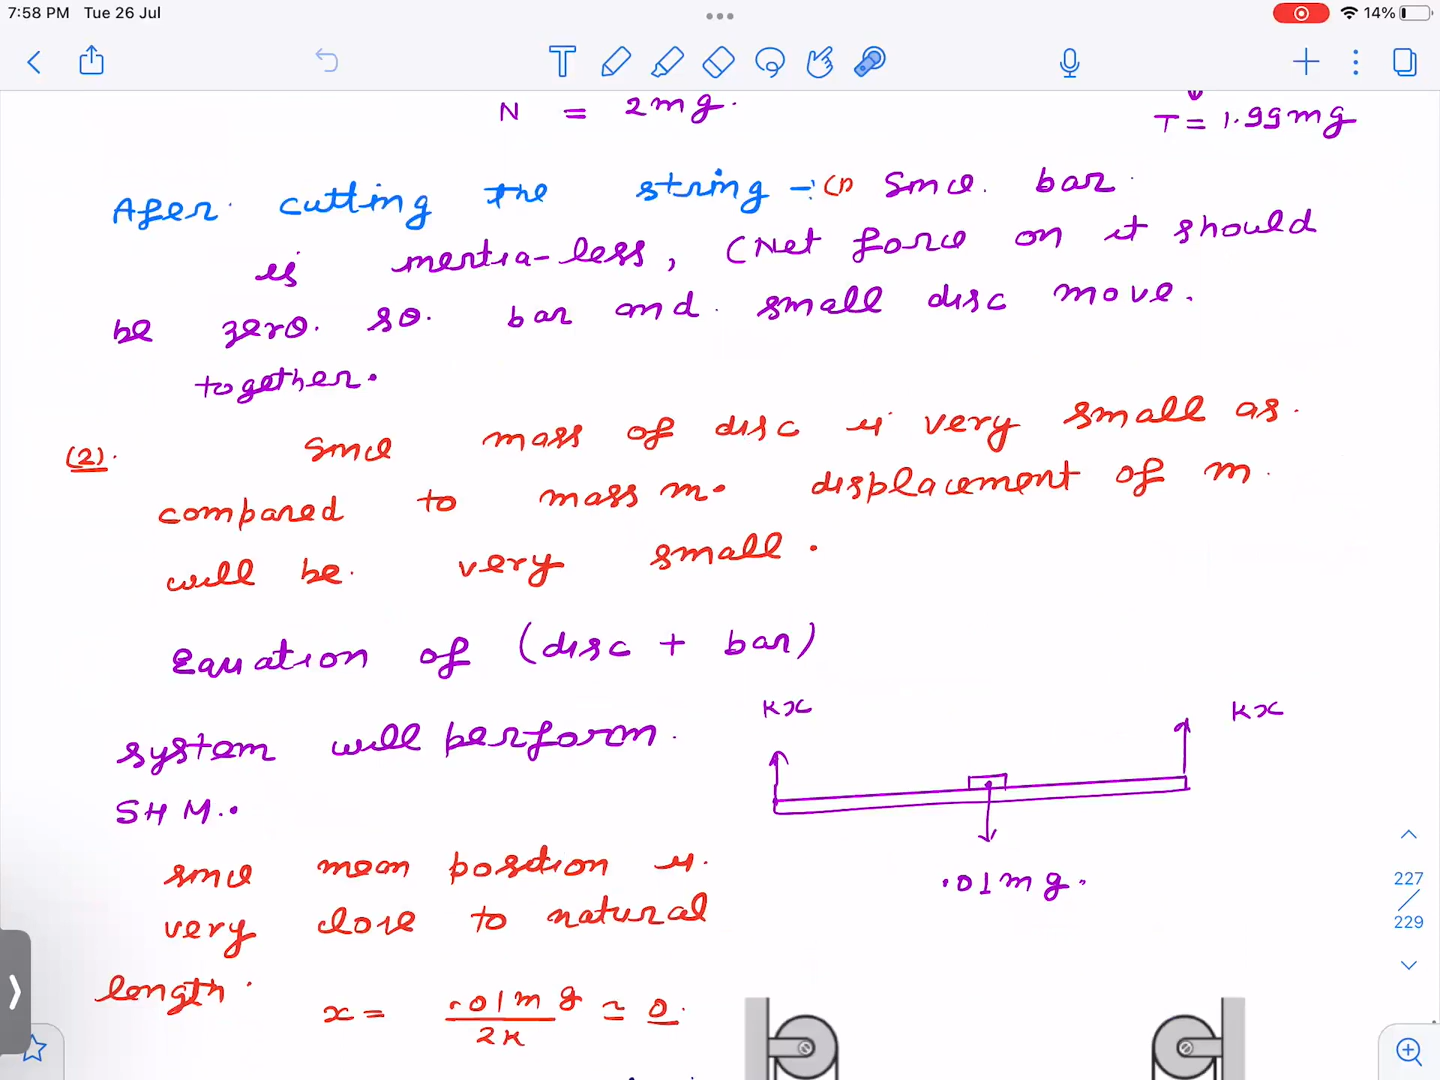 7:58 PM Tue 26 Jul
14%
T
N = 2mg.
T = 1.99mg
After cutting the string -: (1) Since bar
is inertia-less, (Net force on it should
be zero. so. bar and small disc move.
together.
(2). Since mass of disc is very small as.
compared to mass m. displacement of m
will be. very small.
Equation of (disc + bar)
Kx Kx
system will perform.
SHM.
since mean position is.
.01mg.
very close to natural
length.
x = .01mg / 2K ≃ 0.
227
229